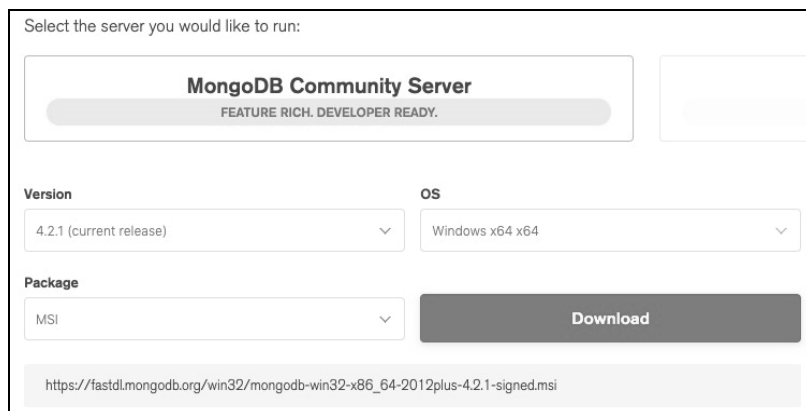 Select the server you would like to run:
MongoDB Community Server
FEATURE RICH. DEVELOPER READY.
Version
OS
4.2.1 (current release)
Windows x64 x64
Package
MSI
Download
https://fastdl.mongodb.org/win32/mongodb-win32-x86_64-2012plus-4.2.1-signed.msi